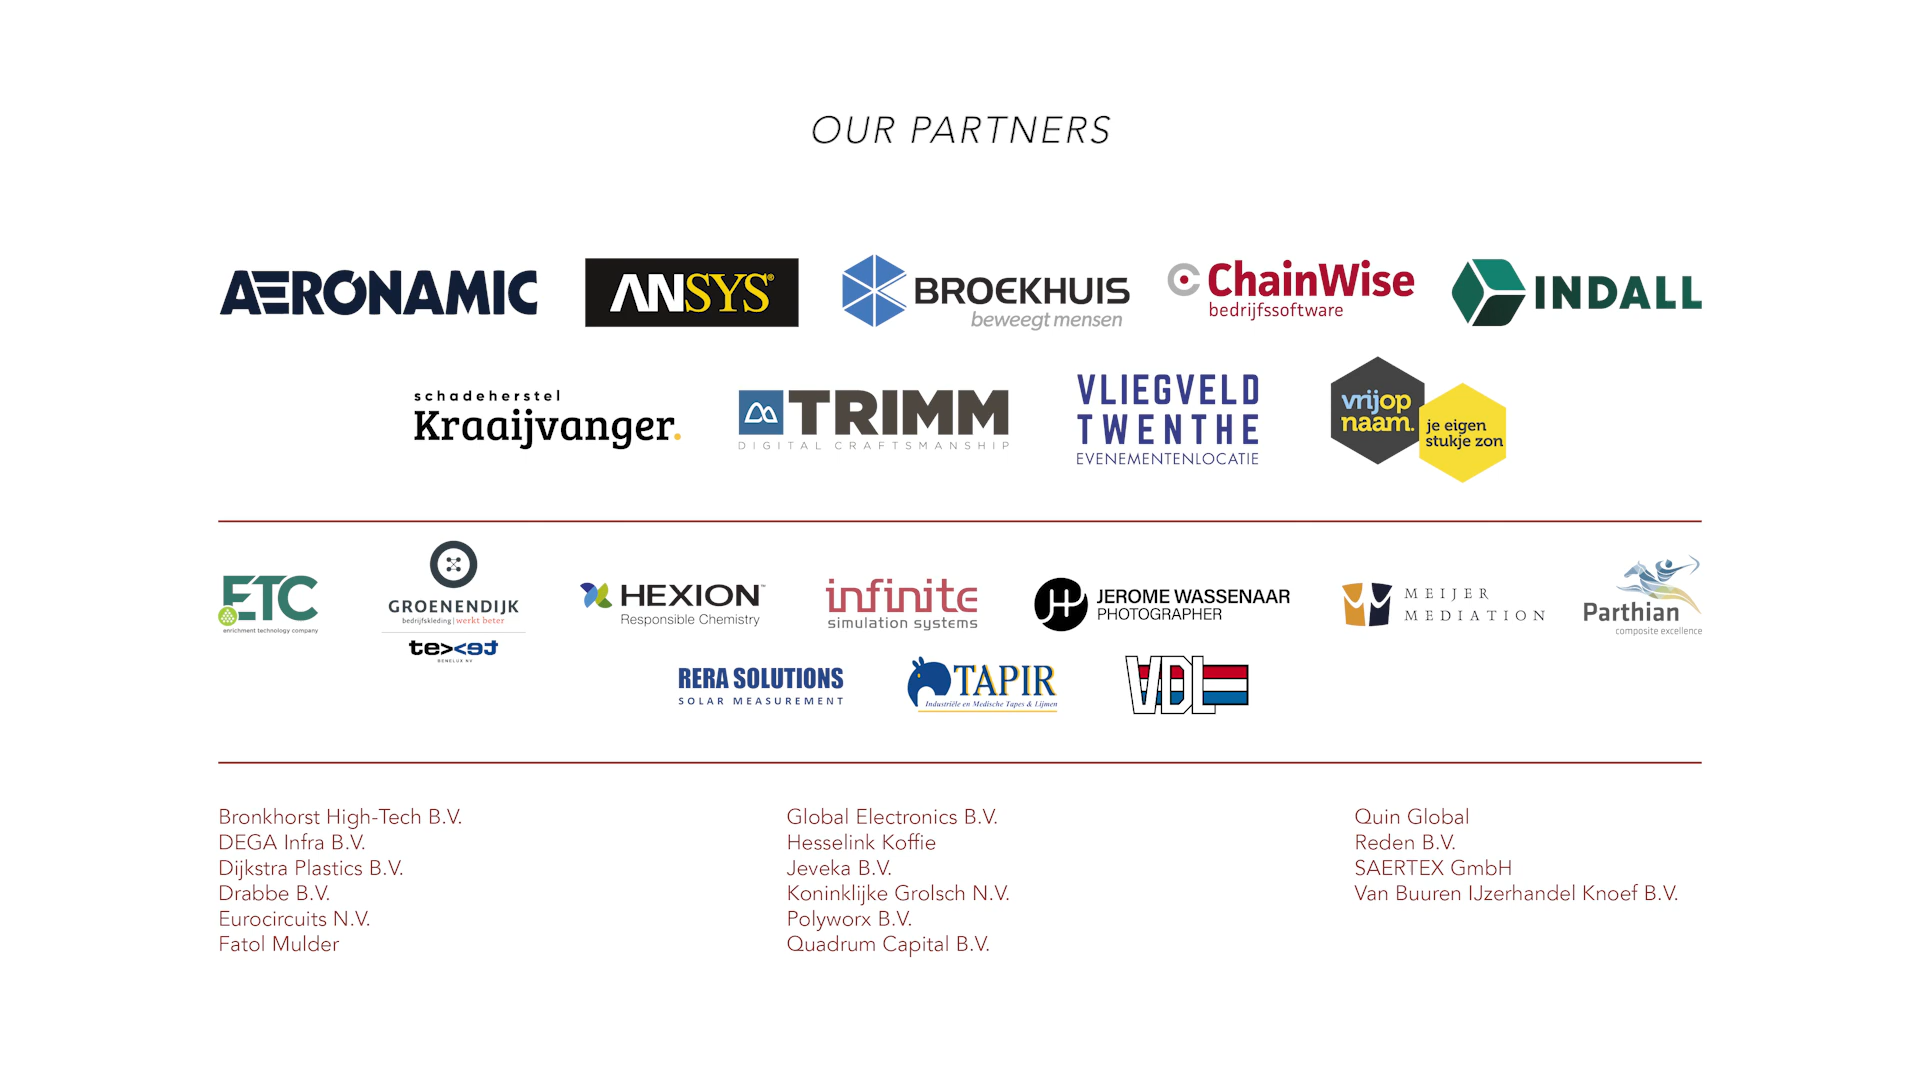 OUR PARTNERS
AERONAMIC
ANSYS®
BROEKHUIS
beweegt mensen
ChainWise
bedrijfssoftware
INDALL
schadeherstel
Kraaijvanger.
TRIMM
DIGITAL CRAFTSMANSHIP
VLIEGVELD
TWENTHE
EVENEMENTENLOCATIE
vrijop
naam.
je eigen
stukje zon
ETC
enrichment technology company
GROENENDIJK
bedrijfskleding | werkt beter
texet
BENELUX NV
HEXION™
Responsible Chemistry
infinite
simulation systems
JEROME WASSENAAR
PHOTOGRAPHER
MEIJER
MEDIATION
Parthian
composite excellence
RERA SOLUTIONS
SOLAR MEASUREMENT
TAPIR
Industriële en Medische Tapes & Lijmen
VDL
Bronkhorst High-Tech B.V.
DEGA Infra B.V.
Dijkstra Plastics B.V.
Drabbe B.V.
Eurocircuits N.V.
Fatol Mulder
Global Electronics B.V.
Hesselink Koffie
Jeveka B.V.
Koninklijke Grolsch N.V.
Polyworx B.V.
Quadrum Capital B.V.
Quin Global
Reden B.V.
SAERTEX GmbH
Van Buuren IJzerhandel Knoef B.V.